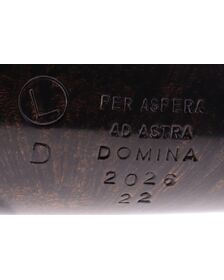 L PER ASPERA
AD ASTRA
D DOMINA
2026
22